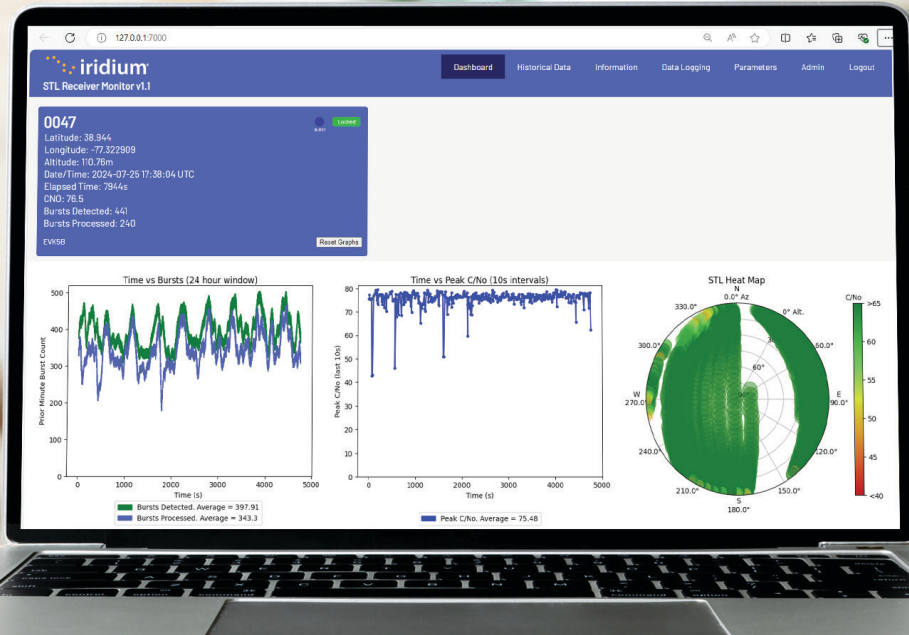 127.0.0.1:7000
iridium
STL Receiver Monitor v1.1
Dashboard
Historical Data
Information
Data Logging
Parameters
Admin
Logout
0047
Locked
BURST
Latitude: 38.944
Longitude: -77.322909
Altitude: 110.76m
Date/Time: 2024-07-25 17:38:04 UTC
Elapsed Time: 7944s
CNO: 76.5
Bursts Detected: 441
Bursts Processed: 240
EVK5B
Reset Graphs
Time vs Bursts (24 hour window)
Prior Minute Burst Count
500
400
300
200
100
0
0 1000 2000 3000 4000 5000
Time (s)
Bursts Detected. Average = 397.91
Bursts Processed. Average = 343.3
Time vs Peak C/No (10s intervals)
Peak C/No (last 10s)
80
70
60
50
40
30
20
10
0
0 1000 2000 3000 4000 5000
Time (s)
Peak C/No. Average = 75.48
STL Heat Map
N
0.0° Az
0° Alt.
330.0°
300.0°
60.0°
60°
W
270.0°
E
90.0°
240.0°
120.0°
210.0°
150.0°
S
180.0°
C/No
>65
60
55
50
45
<40
control
option
command
command
option